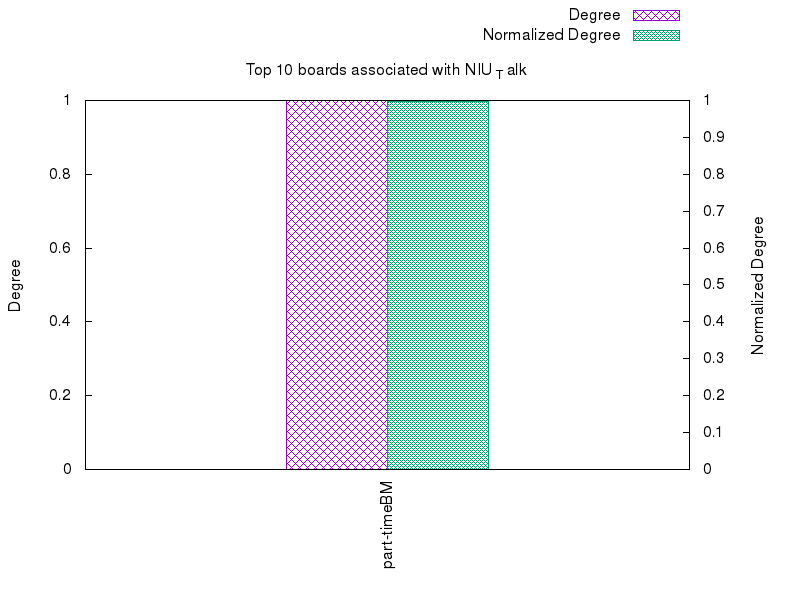 Degree
Normalized Degree
Top 10 boards associated with NIU_T alk
1
0.8
0.6
0.4
0.2
0
1
0.9
0.8
0.7
0.6
0.5
0.4
0.3
0.2
0.1
0
Degree
Normalized Degree
part-timeBM